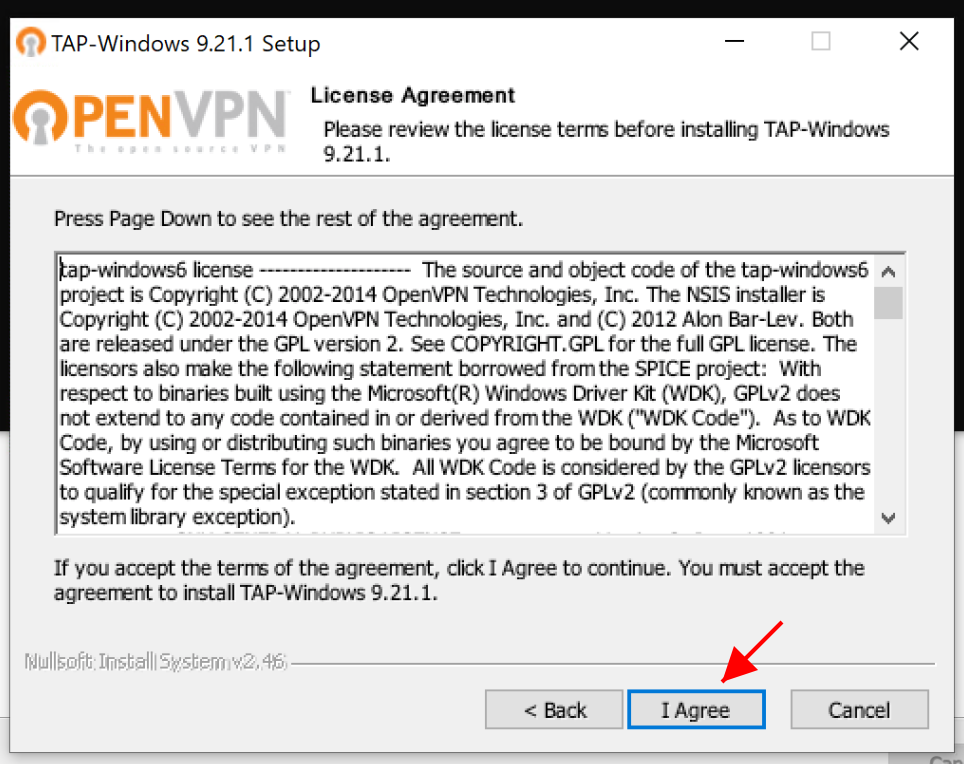 TAP-Windows 9.21.1 Setup
OPENVPN
The open source VPN
License Agreement
Please review the license terms before installing TAP-Windows
9.21.1.
Press Page Down to see the rest of the agreement.
tap-windows6 license --------------------- The source and object code of the tap-windows6
project is Copyright (C) 2002-2014 OpenVPN Technologies, Inc. The NSIS installer is
Copyright (C) 2002-2014 OpenVPN Technologies, Inc. and (C) 2012 Alon Bar-Lev. Both
are released under the GPL version 2. See COPYRIGHT.GPL for the full GPL license. The
licensors also make the following statement borrowed from the SPICE project: With
respect to binaries built using the Microsoft(R) Windows Driver Kit (WDK), GPLv2 does
not extend to any code contained in or derived from the WDK ("WDK Code"). As to WDK
Code, by using or distributing such binaries you agree to be bound by the Microsoft
Software License Terms for the WDK. All WDK Code is considered by the GPLv2 licensors
to qualify for the special exception stated in section 3 of GPLv2 (commonly known as the
system library exception).
If you accept the terms of the agreement, click I Agree to continue. You must accept the
agreement to install TAP-Windows 9.21.1.
Nullsoft Install System v2.46
< Back
I Agree
Cancel